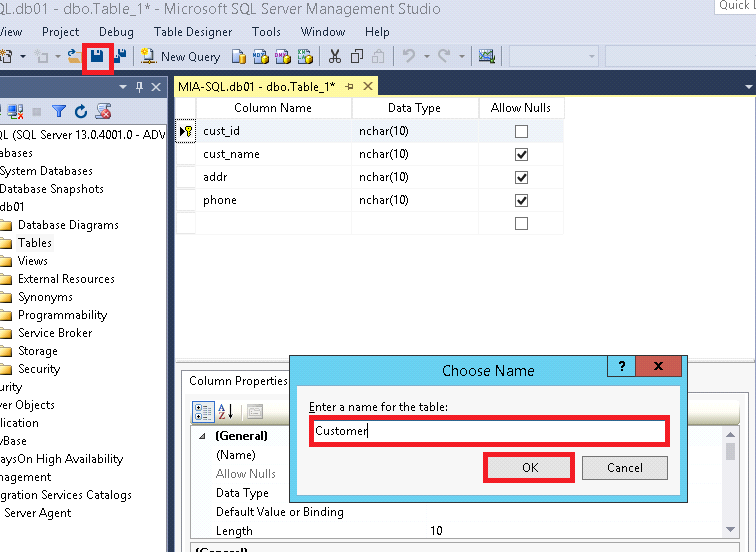 QL.db01 - dbo.Table_1* - Microsoft SQL Server Management Studio
Quick L
View Project Debug Table Designer Tools Window Help
New Query
MIA-SQL.db01 - dbo.Table_1*
Column Name Data Type Allow Nulls
cust_id nchar(10)
cust_name nchar(10)
addr nchar(10)
phone nchar(10)
QL (SQL Server 13.0.4001.0 - ADV
abases
System Databases
Database Snapshots
db01
Database Diagrams
Tables
Views
External Resources
Synonyms
Programmability
Service Broker
Storage
Security
urity
ver Objects
lication
yBase
aysOn High Availability
nagement
gration Services Catalogs
Server Agent
Choose Name
? x
Enter a name for the table:
Customer
OK Cancel
Column Properties
(General)
(Name)
Allow Nulls
Data Type
Default Value or Binding
Length 10
(General)